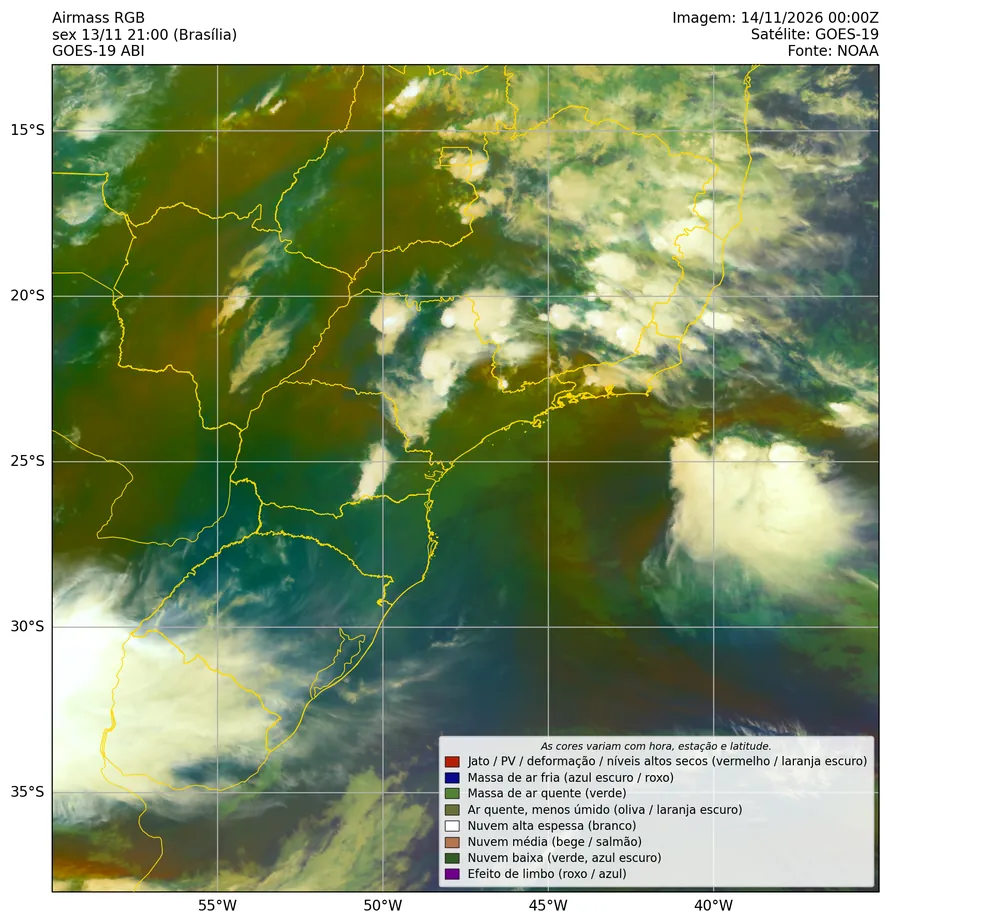 Airmass RGB
sex 13/11 21:00 (Brasília)
GOES-19 ABI
Imagem: 14/11/2026 00:00Z
Satélite: GOES-19
Fonte: NOAA
15°S
20°S
25°S
30°S
35°S
55°W
50°W
45°W
40°W
As cores variam com hora, estação e latitude.
Jato / PV / deformação / níveis altos secos (vermelho / laranja escuro)
Massa de ar fria (azul escuro / roxo)
Massa de ar quente (verde)
Ar quente, menos úmido (oliva / laranja escuro)
Nuvem alta espessa (branco)
Nuvem média (bege / salmão)
Nuvem baixa (verde, azul escuro)
Efeito de limbo (roxo / azul)